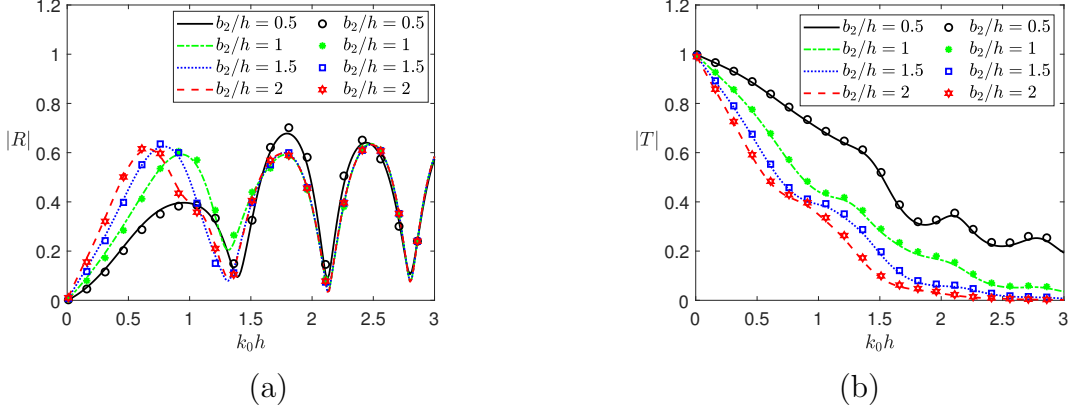 |R|
1.2
1
0.8
0.6
0.4
0.2
0
b₂/h = 0.5 b₂/h = 0.5
b₂/h = 1 b₂/h = 1
b₂/h = 1.5 b₂/h = 1.5
b₂/h = 2 b₂/h = 2
0 0.5 1 1.5 2 2.5 3
k₀h
(a)
|T|
1.2
1
0.8
0.6
0.4
0.2
0
b₂/h = 0.5 b₂/h = 0.5
b₂/h = 1 b₂/h = 1
b₂/h = 1.5 b₂/h = 1.5
b₂/h = 2 b₂/h = 2
0 0.5 1 1.5 2 2.5 3
k₀h
(b)